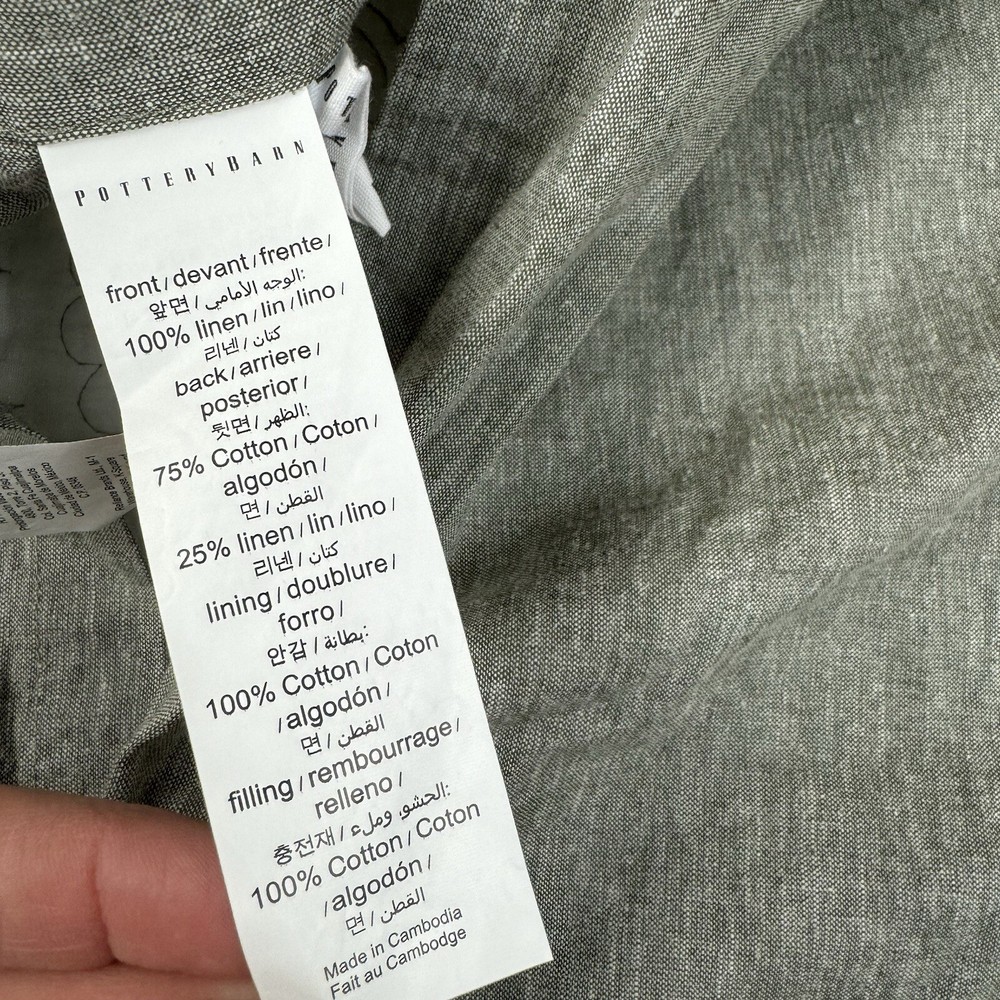 POTTERYBARN
front / devant / frente /
앞면 / الوجه الأمامي:
100% linen / lin / lino /
리넨 / كتان
back / arriere /
posterior /
뒷면 / الظهر:
75% Cotton / Coton /
algodón /
면 / القطن
25% linen / lin / lino /
리넨 / كتان
lining / doublure /
forro /
안감 / بطانة:
100% Cotton / Coton
/ algodón /
면 / القطن
filling / rembourrage /
relleno /
충전재 / الحشو، وملء:
100% Cotton / Coton
/ algodón /
면 / القطن
Made in Cambodia
Fait au Cambodge